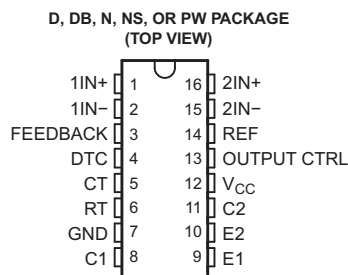 D, DB, N, NS, OR PW PACKAGE
(TOP VIEW)
1IN+ 1 16 2IN+
1IN− 2 15 2IN−
FEEDBACK 3 14 REF
DTC 4 13 OUTPUT CTRL
CT 5 12 VCC
RT 6 11 C2
GND 7 10 E2
C1 8 9 E1